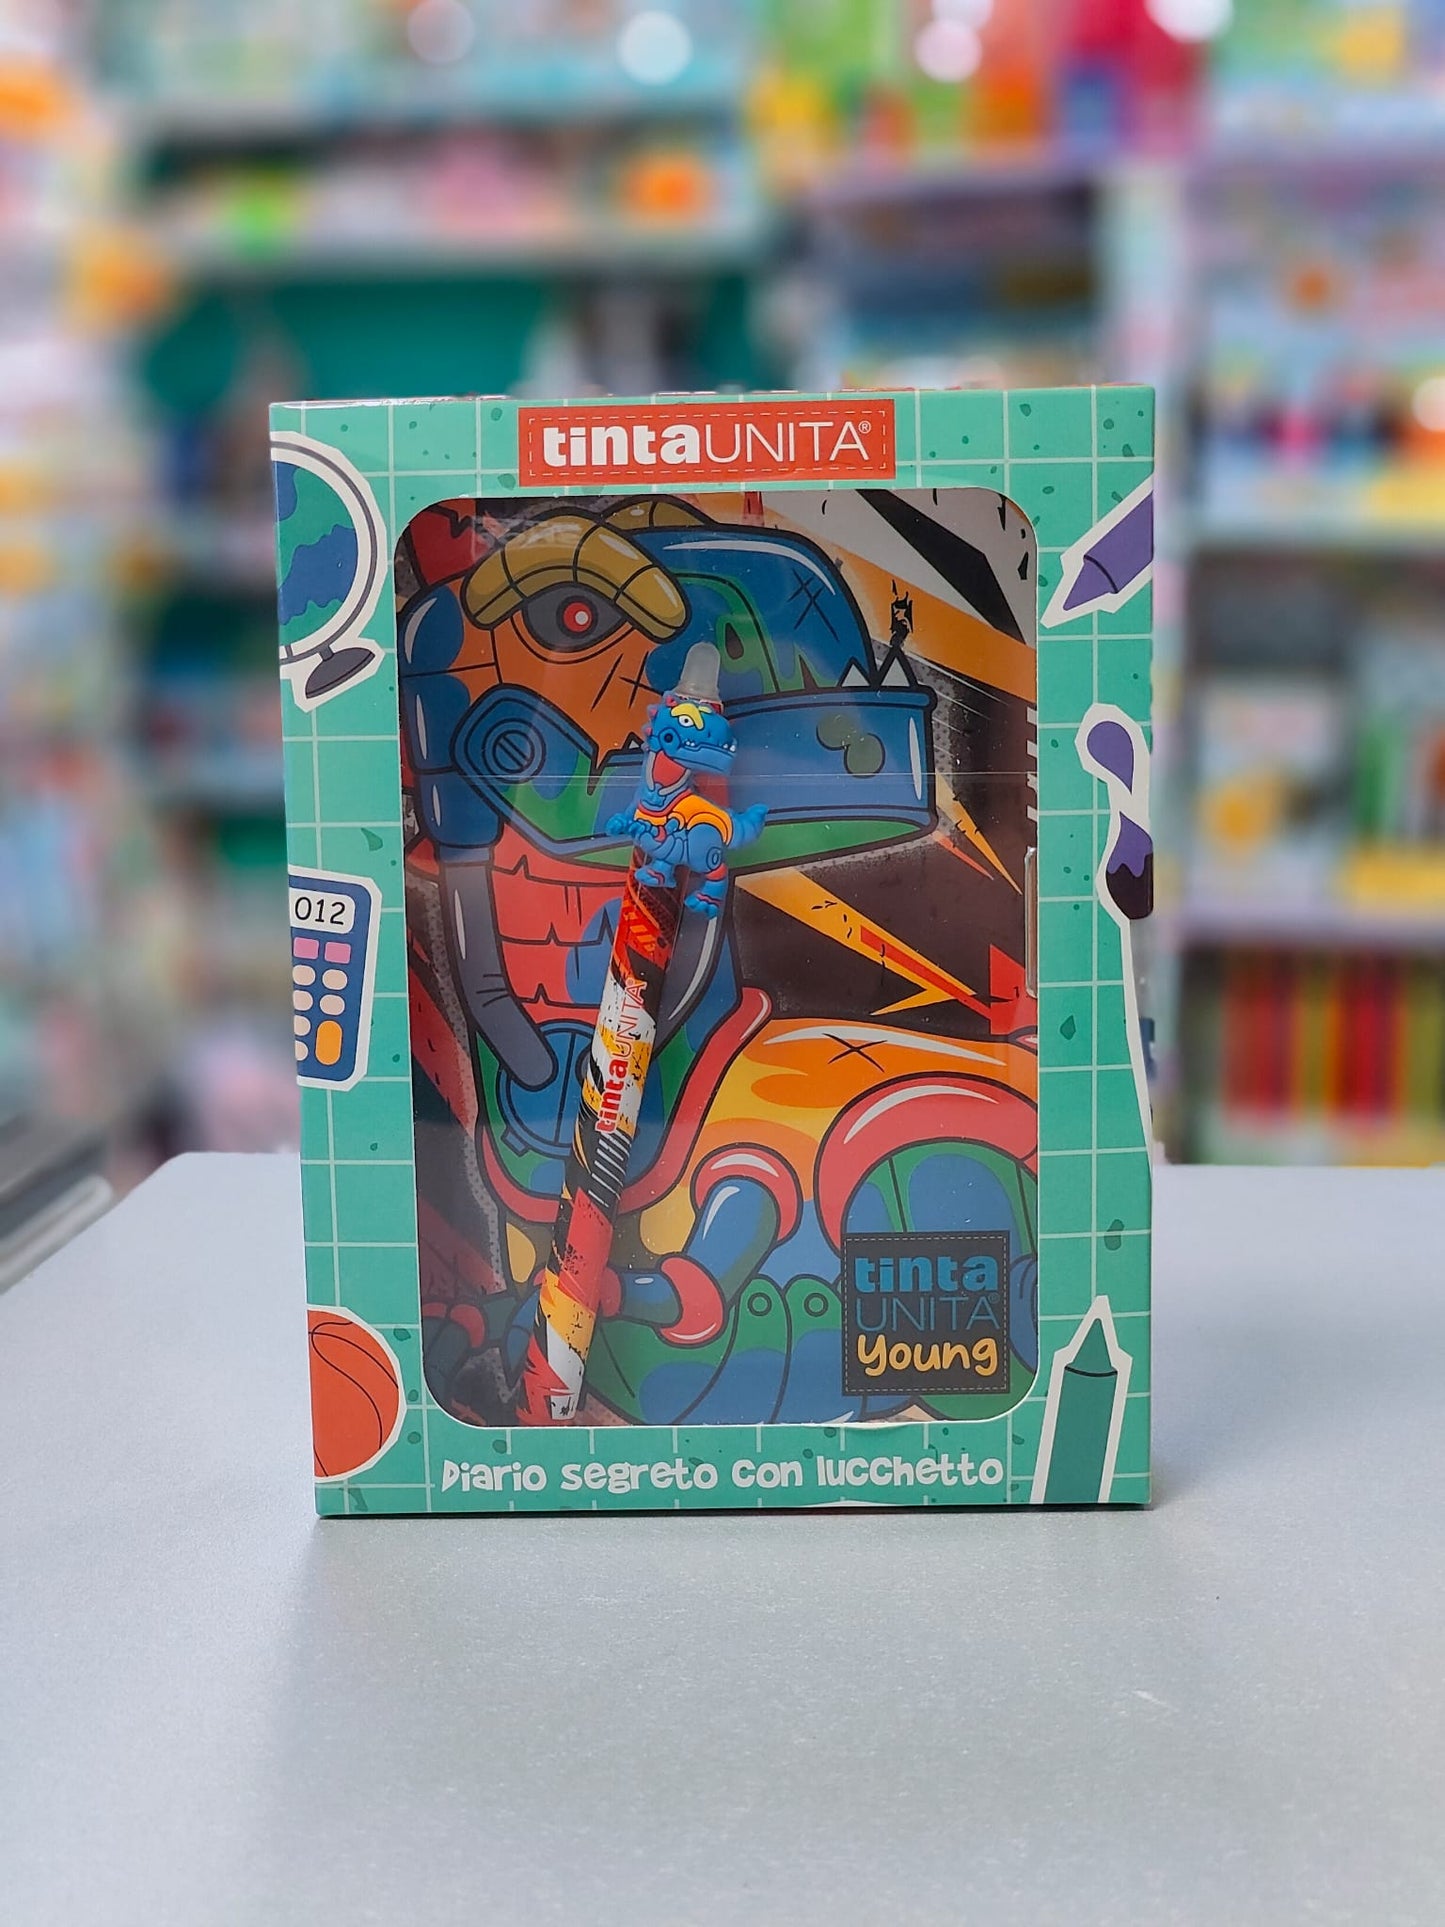 tintaUNITA®
012
tintaUNITA®
tinta
UNITA®
Young
Diario segreto con lucchetto